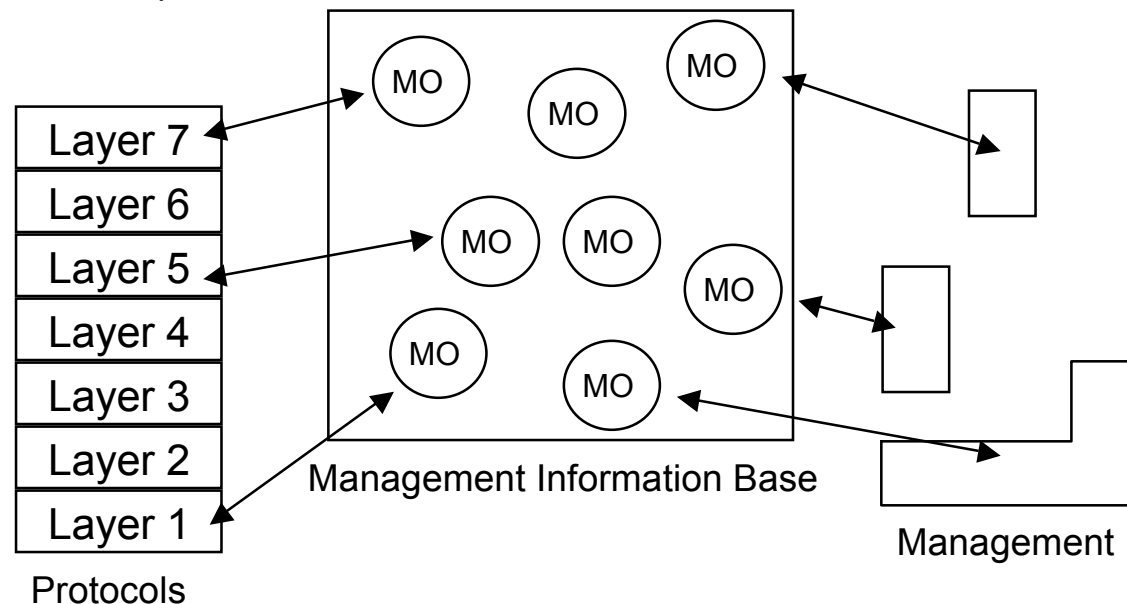 MO
MO
MO
MO
MO
MO
MO
MO
Layer 7
Layer 6
Layer 5
Layer 4
Layer 3
Layer 2
Layer 1
Protocols
Management Information Base
Management